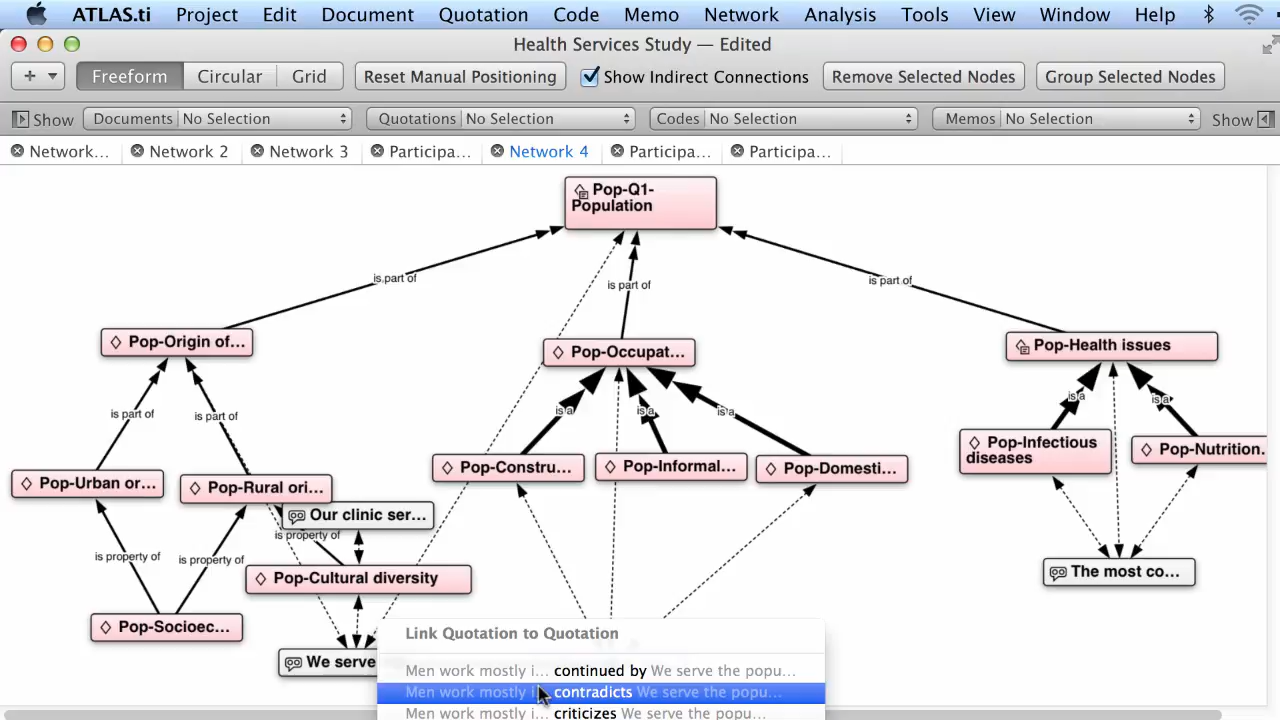 ATLAS.ti Project Edit Document Quotation Code Memo Network Analysis Tools View Window Help
Health Services Study — Edited
+ Freeform Circular Grid Reset Manual Positioning Show Indirect Connections Remove Selected Nodes Group Selected Nodes
Show Documents No Selection Quotations No Selection Codes No Selection Memos No Selection Show
Network... Network 2 Network 3 Participa... Network 4 Participa... Participa...
Pop-Q1-
Population
is part of
is part of
is part of
Pop-Origin of...
Pop-Occupat...
Pop-Health issues
is part of
is part of
is a
is a
is a
is a
is a
Pop-Urban or...
Pop-Rural ori...
Pop-Constru...
Pop-Informal...
Pop-Domesti...
Pop-Infectious
diseases
Pop-Nutrition.
Our clinic ser...
is property of
is property of
is property of
Pop-Cultural diversity
The most co...
Pop-Socioec...
We serve
Link Quotation to Quotation
Men work mostly i... continued by We serve the popu...
Men work mostly i... contradicts We serve the popu...
Men work mostly i... criticizes We serve the popu...